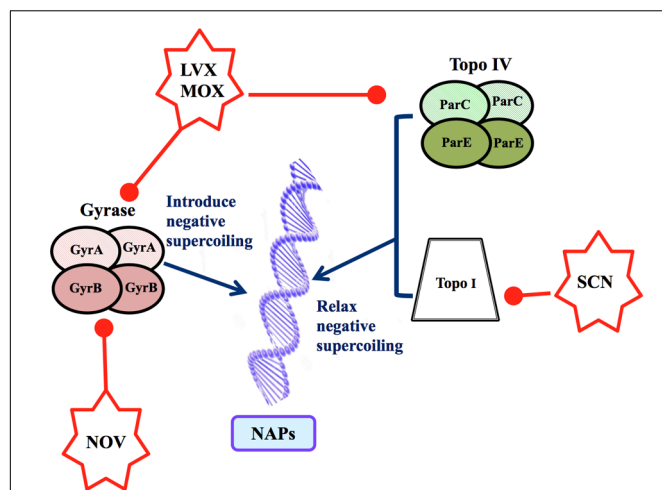 LVX
MOX
Topo IV
ParC
ParC
ParE
ParE
Introduce
negative
supercoiling
Gyrase
GyrA
GyrA
GyrB
GyrB
Topo I
SCN
Relax
negative
supercoiling
NOV
NAPs